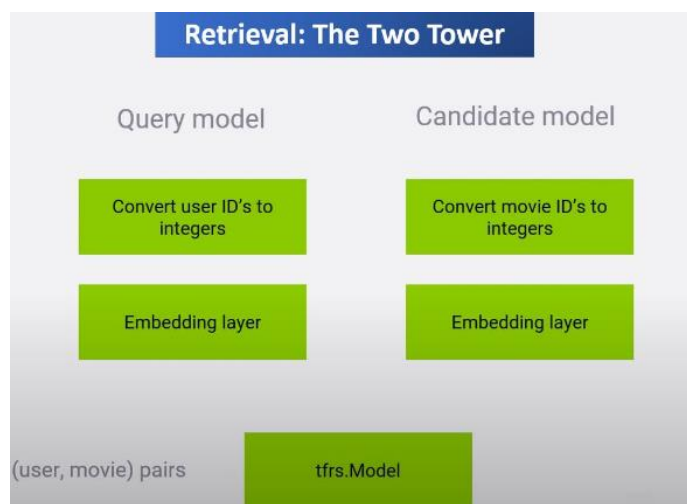 Retrieval: The Two Tower
Query model
Candidate model
Convert user ID's to
integers
Convert movie ID's to
integers
Embedding layer
Embedding layer
(user, movie) pairs
tfrs.Model